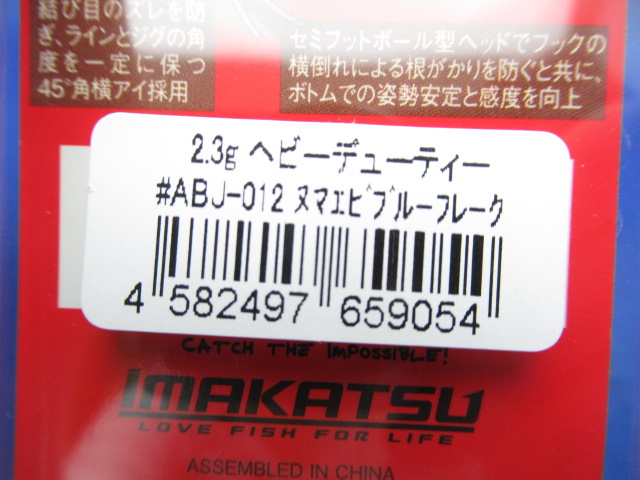 結び目のズレを防
ぎ、ラインとジグの角
度を一定に保つ
45°角横アイ採用
セミフットボール型ヘッドでフックの
横倒れによる根がかりを防ぐと共に、
ボトムでの姿勢安定と感度を向上
2.3g ヘビーデューティー
#ABJ-012 ヌマエビブルーフレーク
4 582497 659054
CATCH THE IMPOSSIBLE!
IMAKATSU
LOVE FISH FOR LIFE
ASSEMBLED IN CHINA